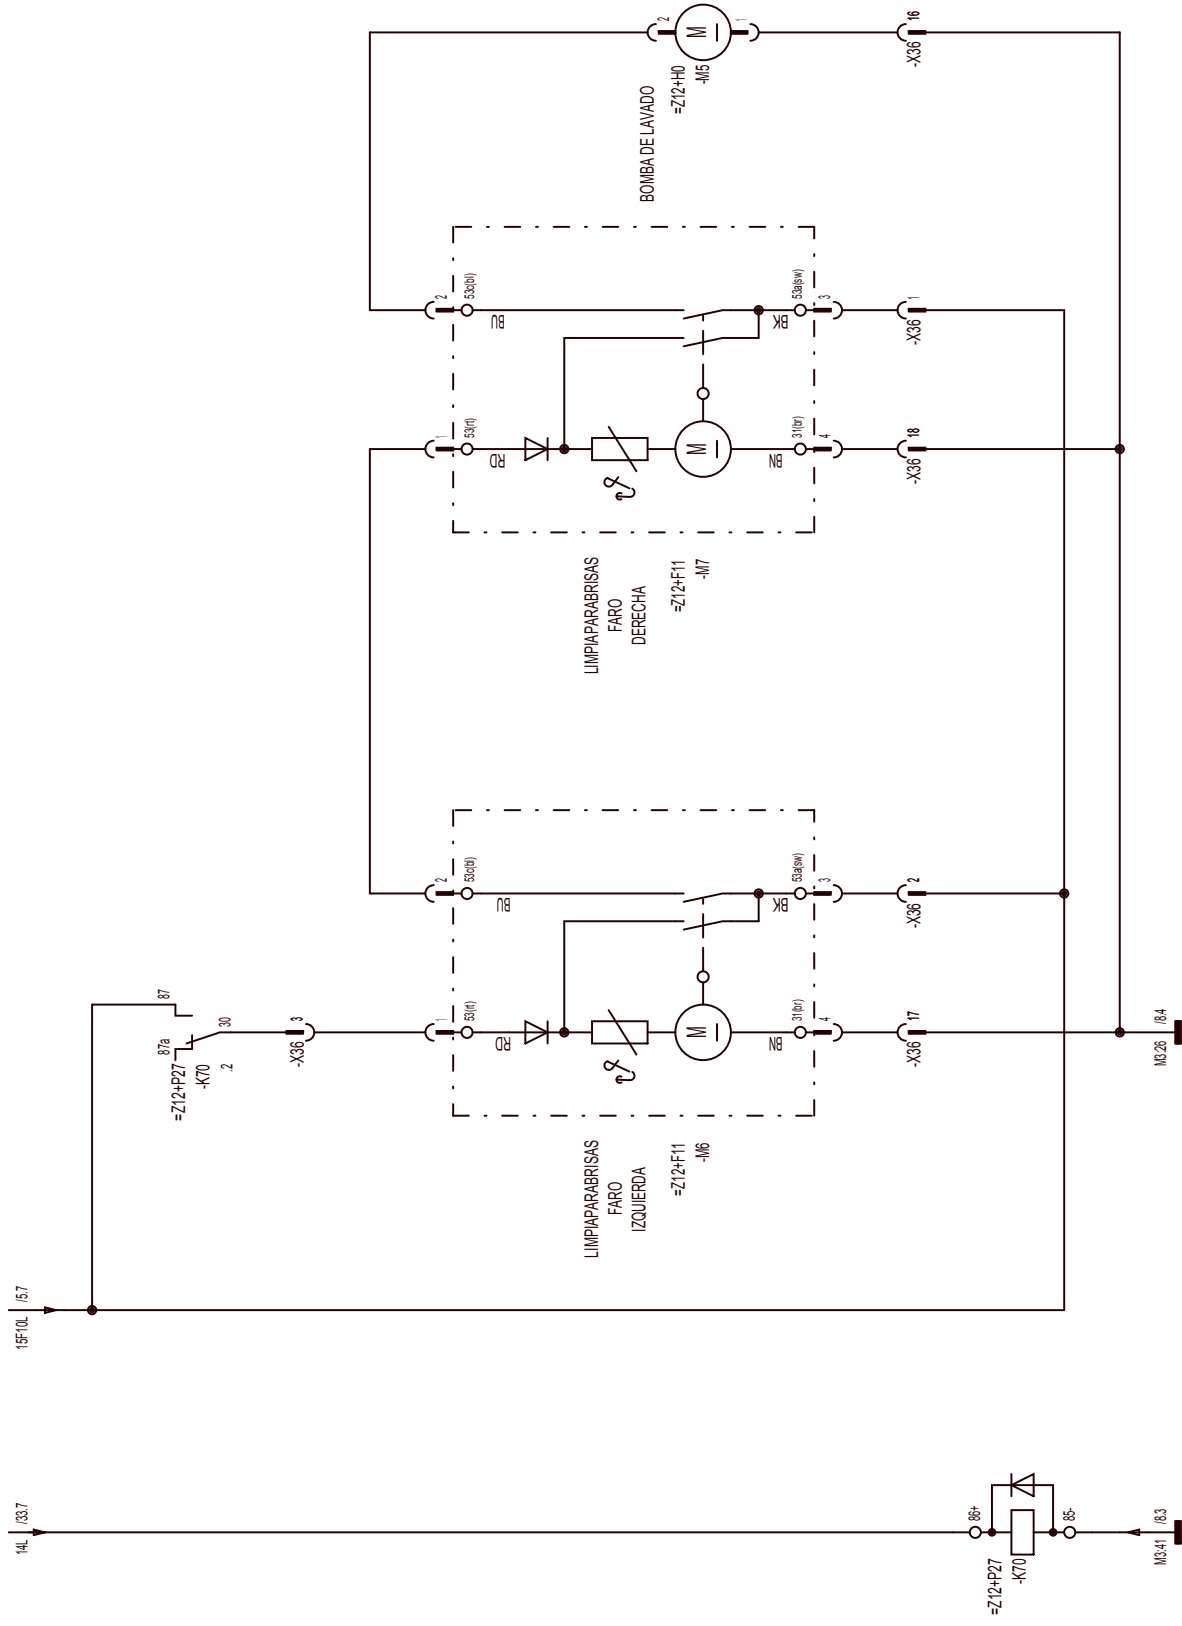 14L /33.7
=Z12+P27
-K70
86+
85-
M3:41 /8.3
15F10L /5.7
=Z12+P27
-K70
.2
87a
87
30
-X36 3
LIMPIAPARABRISAS
FARO
IZQUIERDA
=Z12+F11
-M6
1
53(rt)
RD
M
BN
31(br)
4
-X36 17
M3:26 /8.4
2
53c(bl)
BU
BK
53a(sw)
3
-X36 2
LIMPIAPARABRISAS
FARO
DERECHA
=Z12+F11
-M7
1
53(rt)
RD
M
BN
31(br)
4
-X36 18
2
53c(bl)
BU
BK
53a(sw)
3
-X36 1
BOMBA DE LAVADO
=Z12+H0
-M5
2
M
1
-X36 16